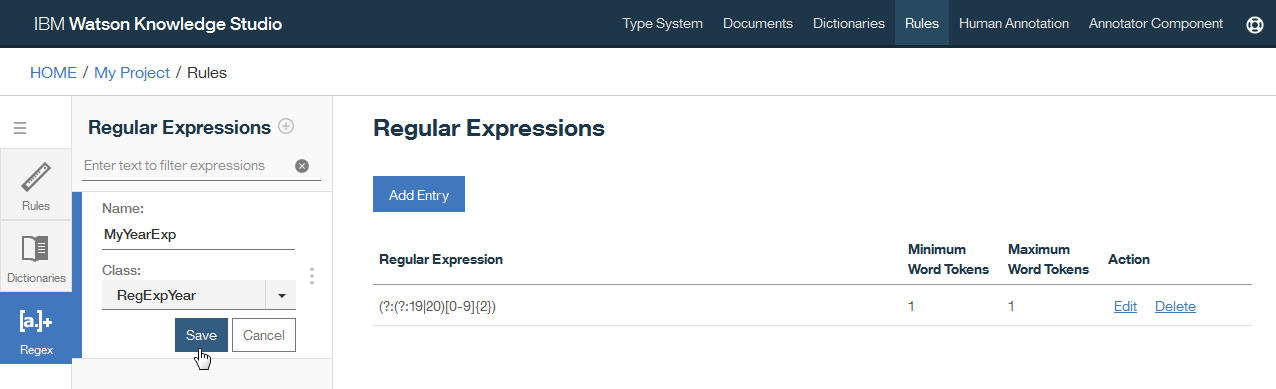 IBM Watson Knowledge Studio
Type System Documents Dictionaries Rules Human Annotation Annotator Component
HOME / My Project / Rules
Regular Expressions
Enter text to filter expressions
Rules
Dictionaries
[a.]+
Regex
Name:
MyYearExp
Class:
RegExpYear
Save Cancel
Regular Expressions
Add Entry
Regular Expression Minimum Word Tokens Maximum Word Tokens Action
(?:(?:19|20)[0-9]{2}) 1 1 Edit Delete